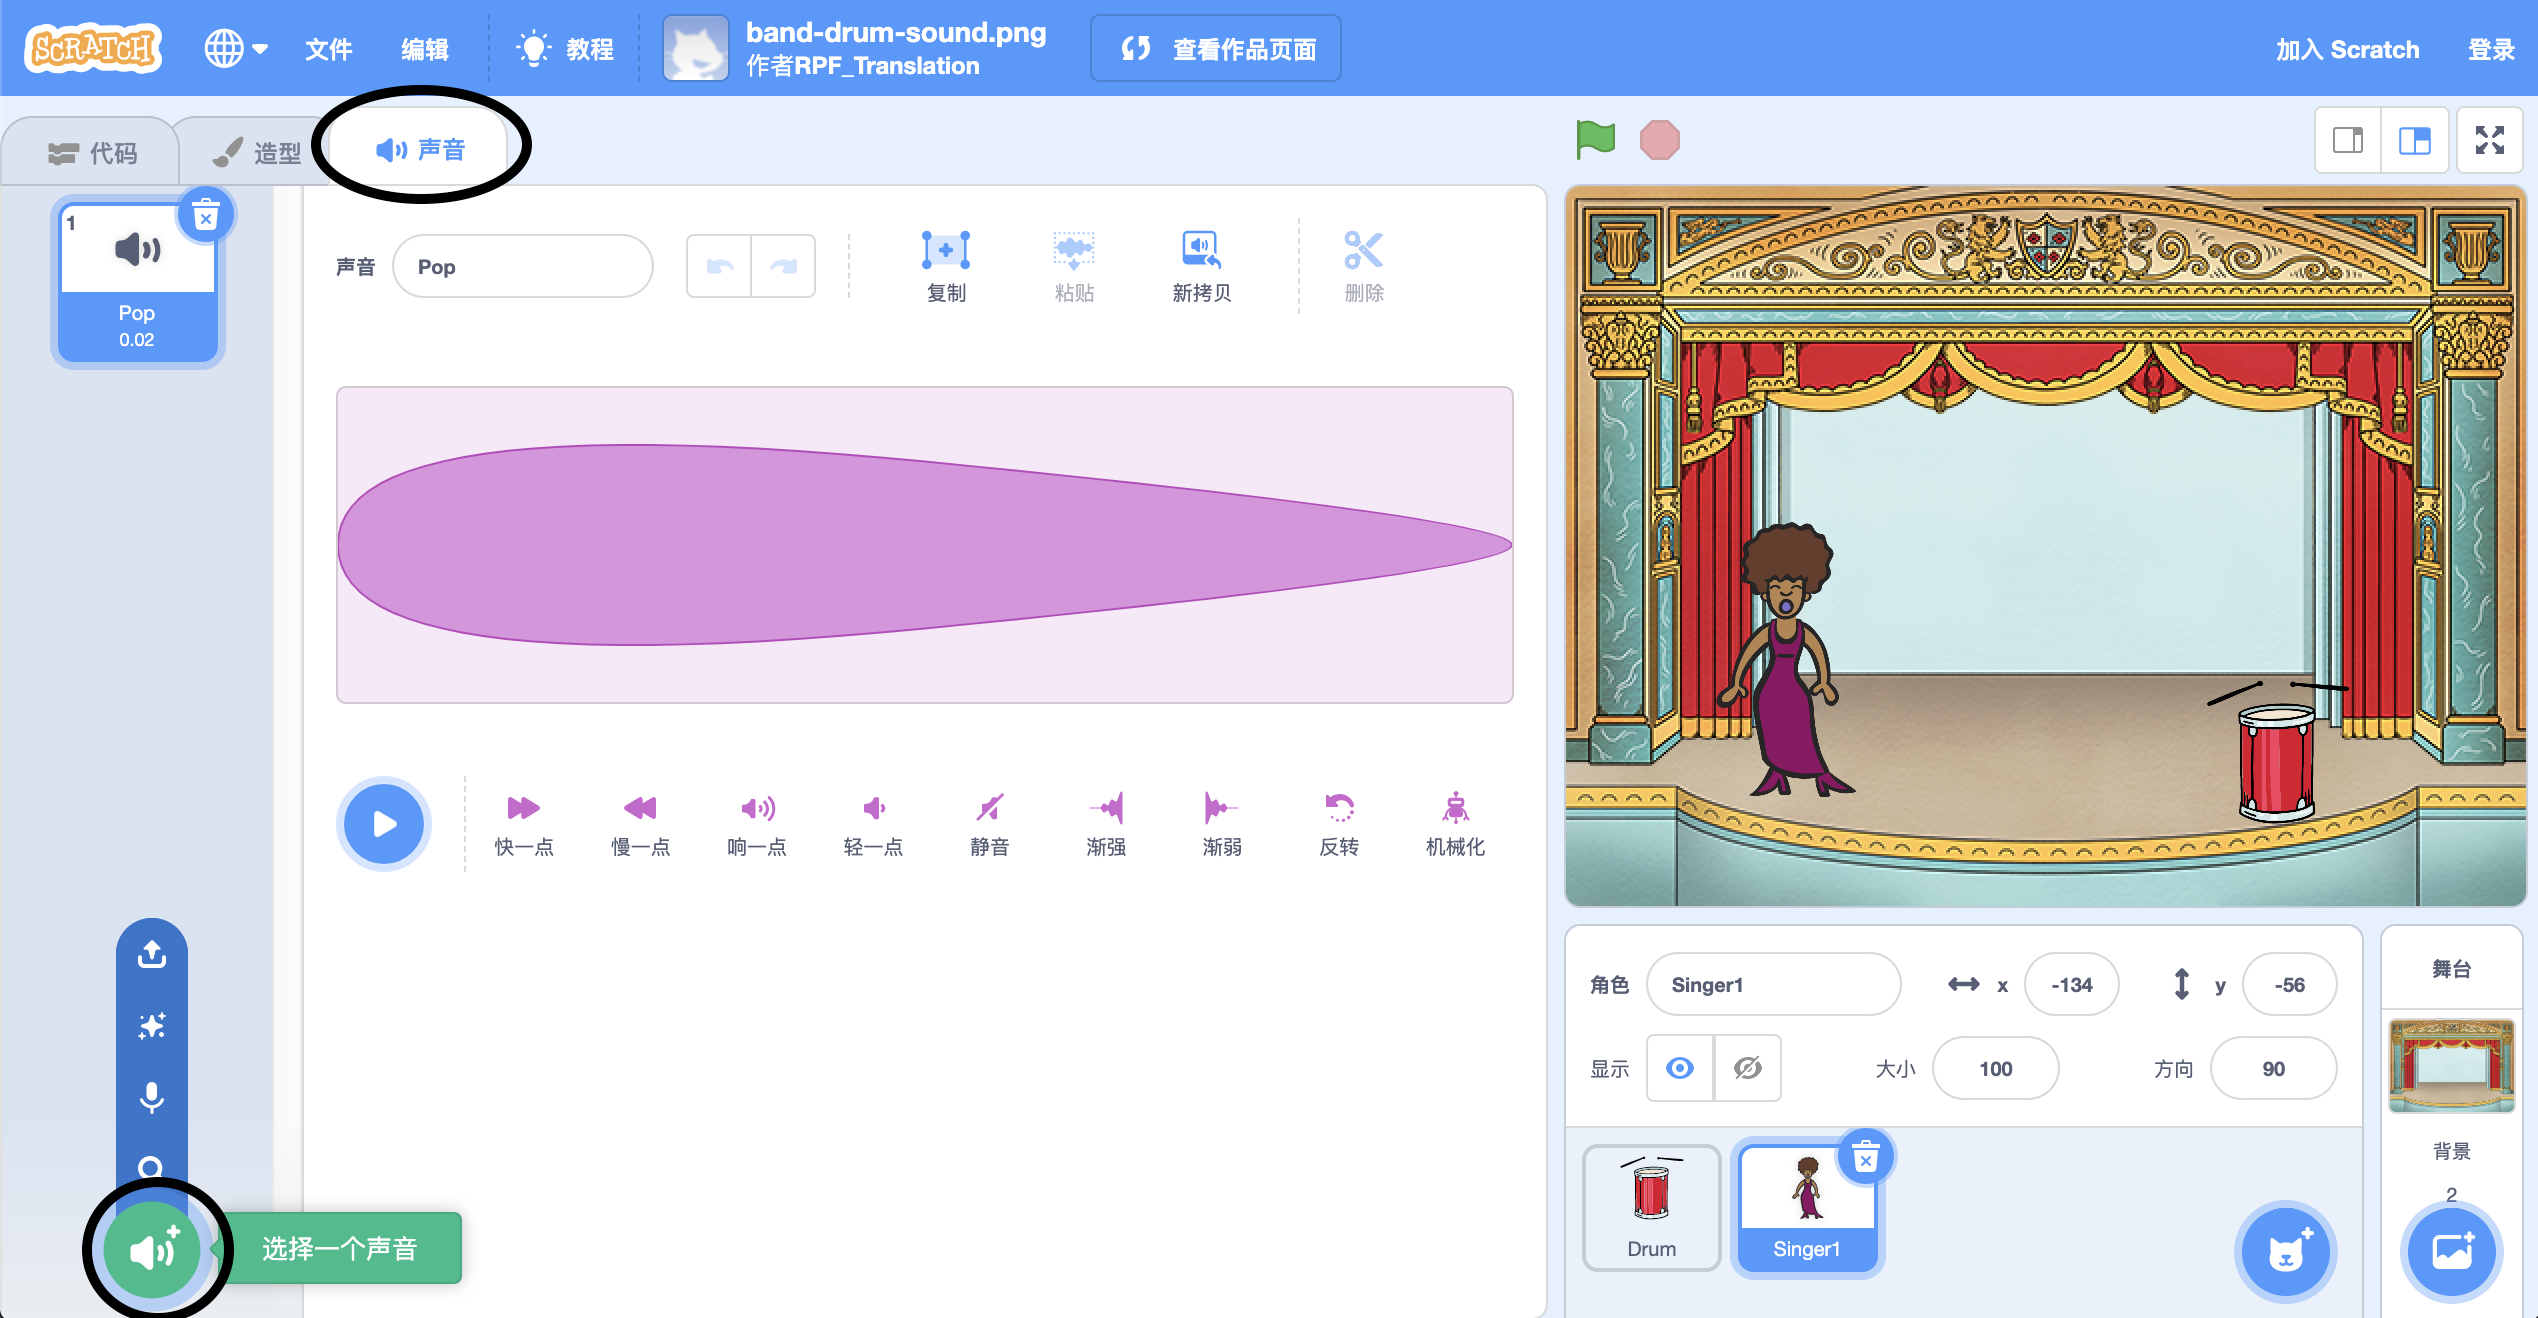 SCRATCH
文件
编辑
教程
band-drum-sound.png
作者RPF_Translation
查看作品页面
加入 Scratch
登录
代码
造型
声音
1
Pop
0.02
声音
Pop
复制
粘贴
新拷贝
删除
快一点
慢一点
响一点
轻一点
静音
渐强
渐弱
反转
机械化
选择一个声音
角色
Singer1
x
-134
y
-56
显示
大小
100
方向
90
Drum
Singer1
舞台
背景
2